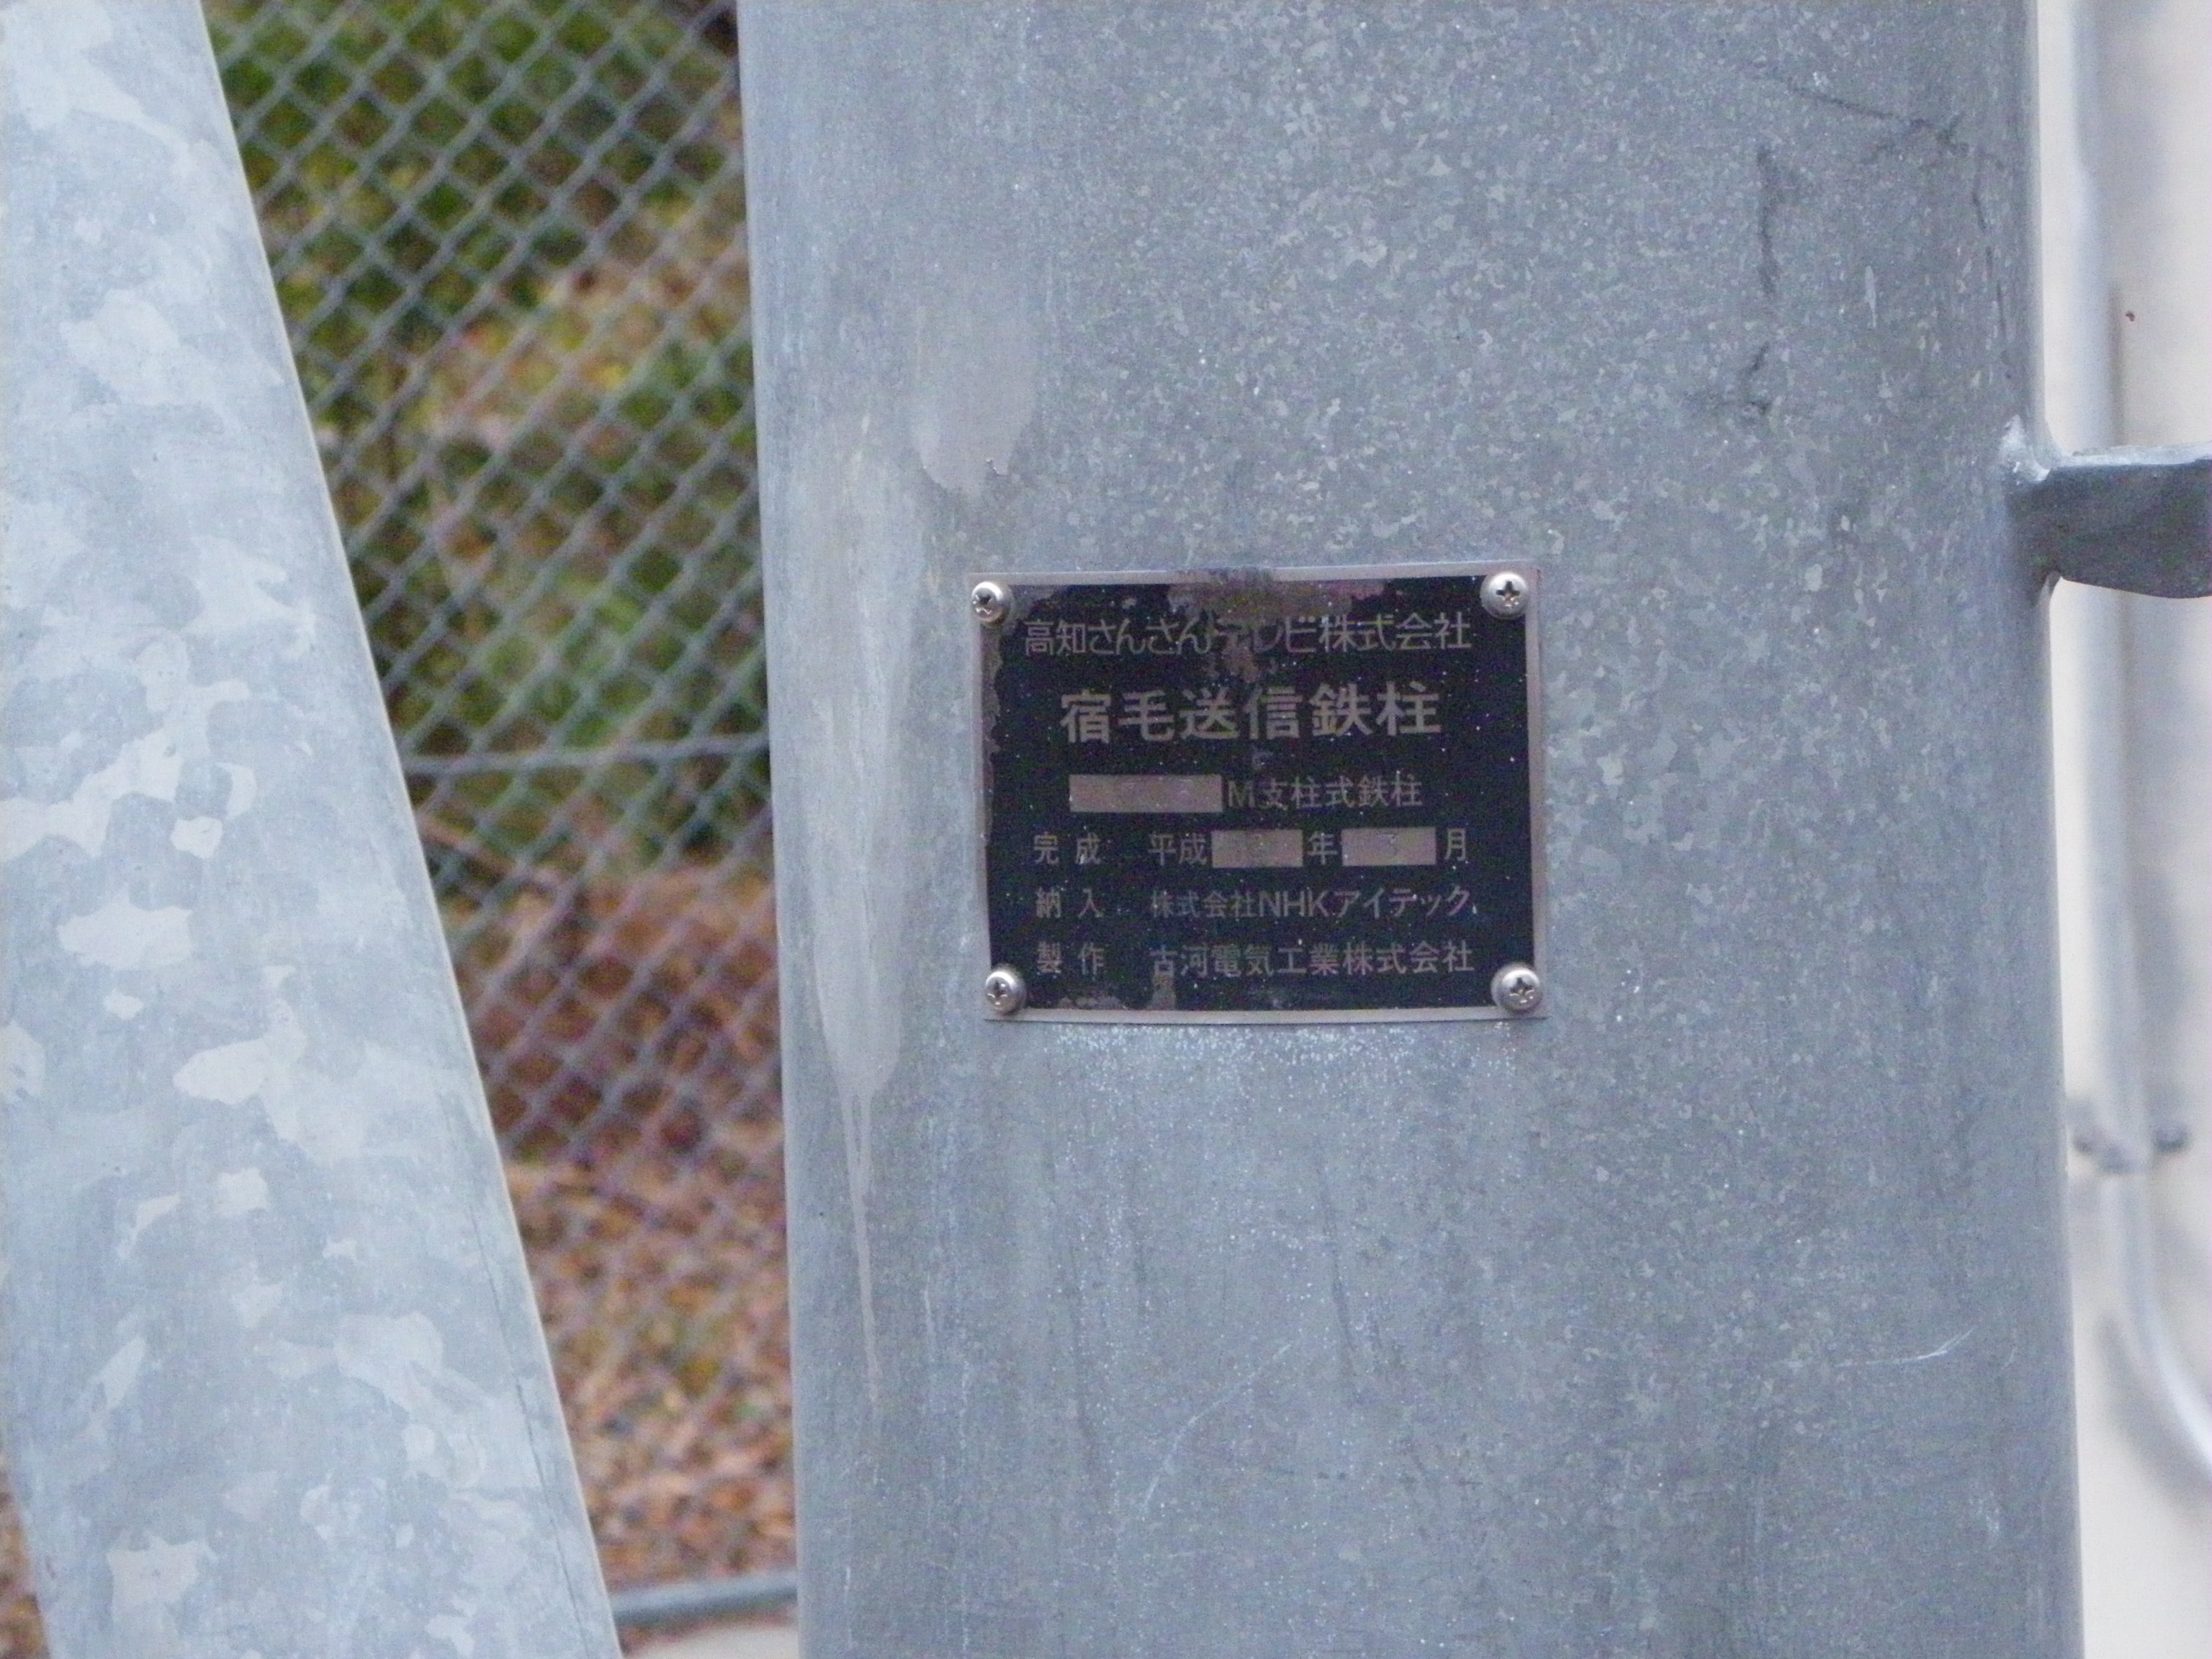 高知さんさんテレビ株式会社
宿毛送信鉄柱
M支柱式鉄柱
完成 平成 年 月
納入 株式会社NHKアイテック
製作 古河電気工業株式会社